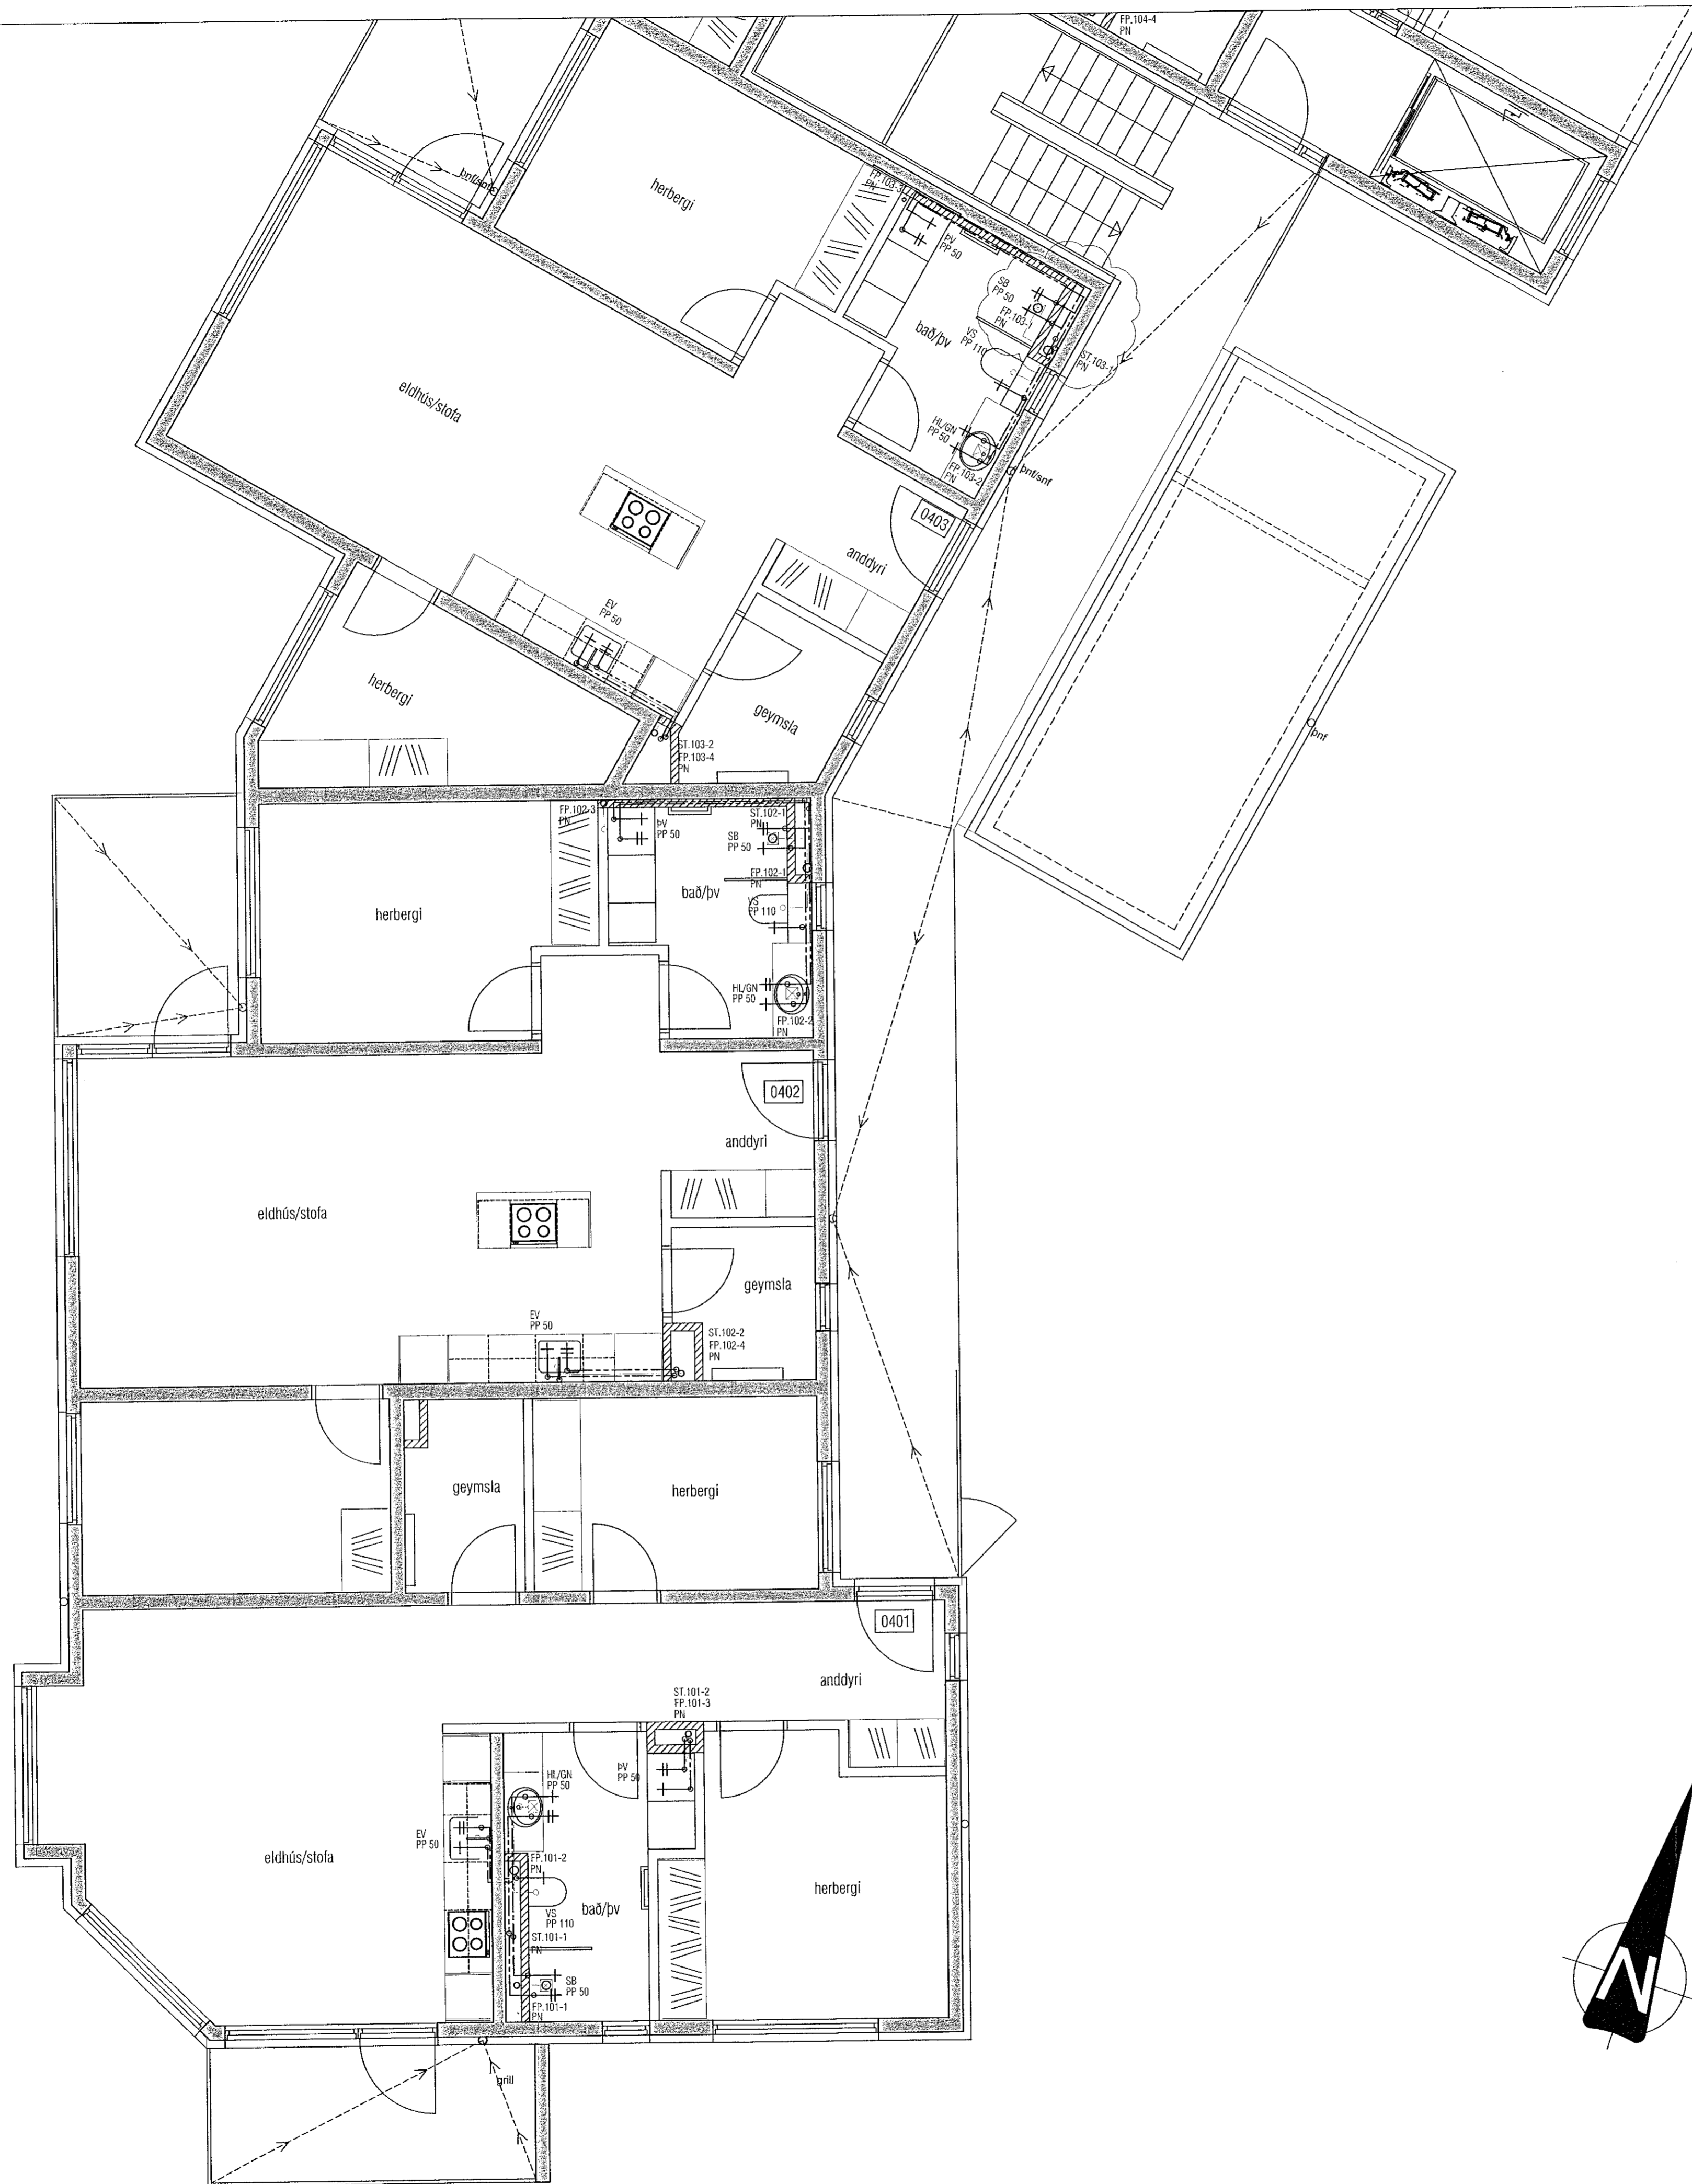 FP.104-4
PN
þnf/sofa
herbergi
FP.103-3
PN
ÞV
PP 50
SB
PP 50
FP.103-1
PN
bað/þv
VS
PP 110
ST.103-1
PN
eldhús/stofa
HL/GN
PP 50
FP.103-2
PN
þnf/snf
0403
anddyri
EV
PP 50
herbergi
geymsla
þnf
ST.103-2
FP.103-4
PN
FP.102-3
PN
ÞV
PP 50
ST.102-1
PN
SB
PP 50
FP.102-1
PN
bað/þv
VS
PP 110
herbergi
HL/GN
PP 50
FP.102-2
PN
0402
anddyri
eldhús/stofa
geymsla
EV
PP 50
ST.102-2
FP.102-4
PN
geymsla
herbergi
0401
anddyri
ST.101-2
FP.101-3
PN
HL/GN
PP 50
ÞV
PP 50
EV
PP 50
eldhús/stofa
FP.101-2
PN
herbergi
VS
PP 110
bað/þv
ST.101-1
PN
SB
PP 50
FP.101-1
PN
N
grill